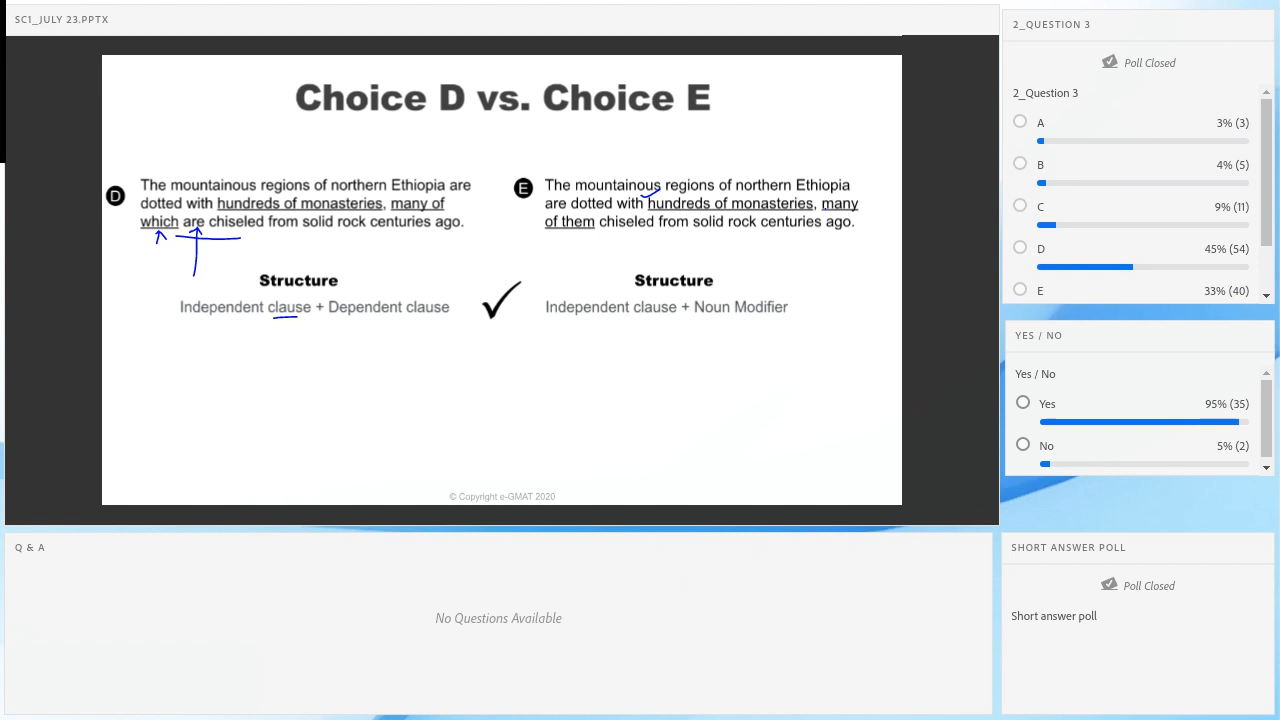 SC1_JULY 23.PPTX
Choice D vs. Choice E
D
The mountainous regions of northern Ethiopia are
dotted with hundreds of monasteries, many of
which are chiseled from solid rock centuries ago.
Structure
Independent clause + Dependent clause
E
The mountainous regions of northern Ethiopia
are dotted with hundreds of monasteries, many
of them chiseled from solid rock centuries ago.
Structure
Independent clause + Noun Modifier
© Copyright e-GMAT 2020
2_QUESTION 3
Poll Closed
2_Question 3
A 3% (3)
B 4% (5)
C 9% (11)
D 45% (54)
E 33% (40)
YES / NO
Yes / No
Yes 95% (35)
No 5% (2)
Q & A
No Questions Available
SHORT ANSWER POLL
Poll Closed
Short answer poll